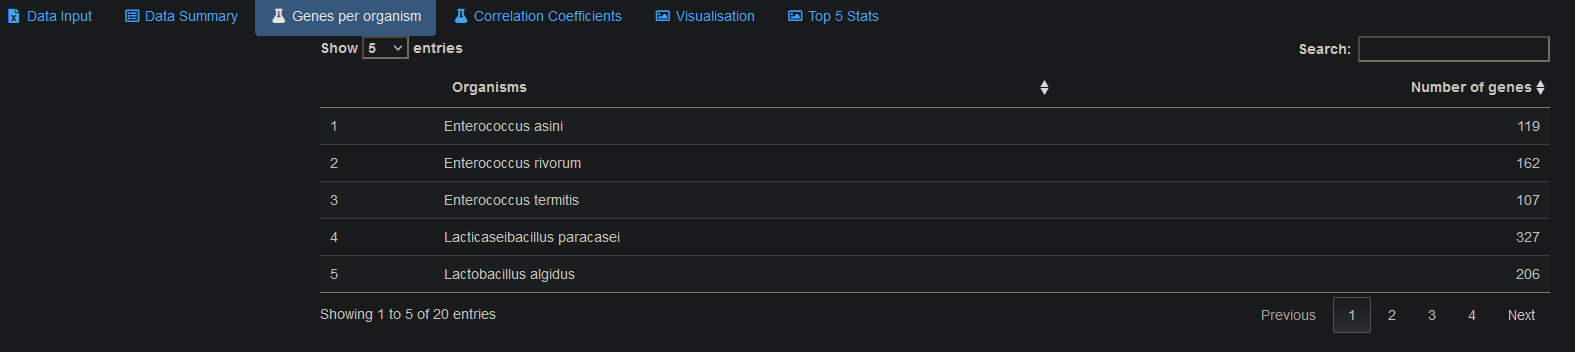 Data Input Data Summary Genes per organism Correlation Coefficients Visualisation Top 5 Stats
Show 5 entries Search:
Organisms Number of genes
1 Enterococcus asini 119
2 Enterococcus rivorum 162
3 Enterococcus termitis 107
4 Lacticaseibacillus paracasei 327
5 Lactobacillus algidus 206
Showing 1 to 5 of 20 entries Previous 1 2 3 4 Next